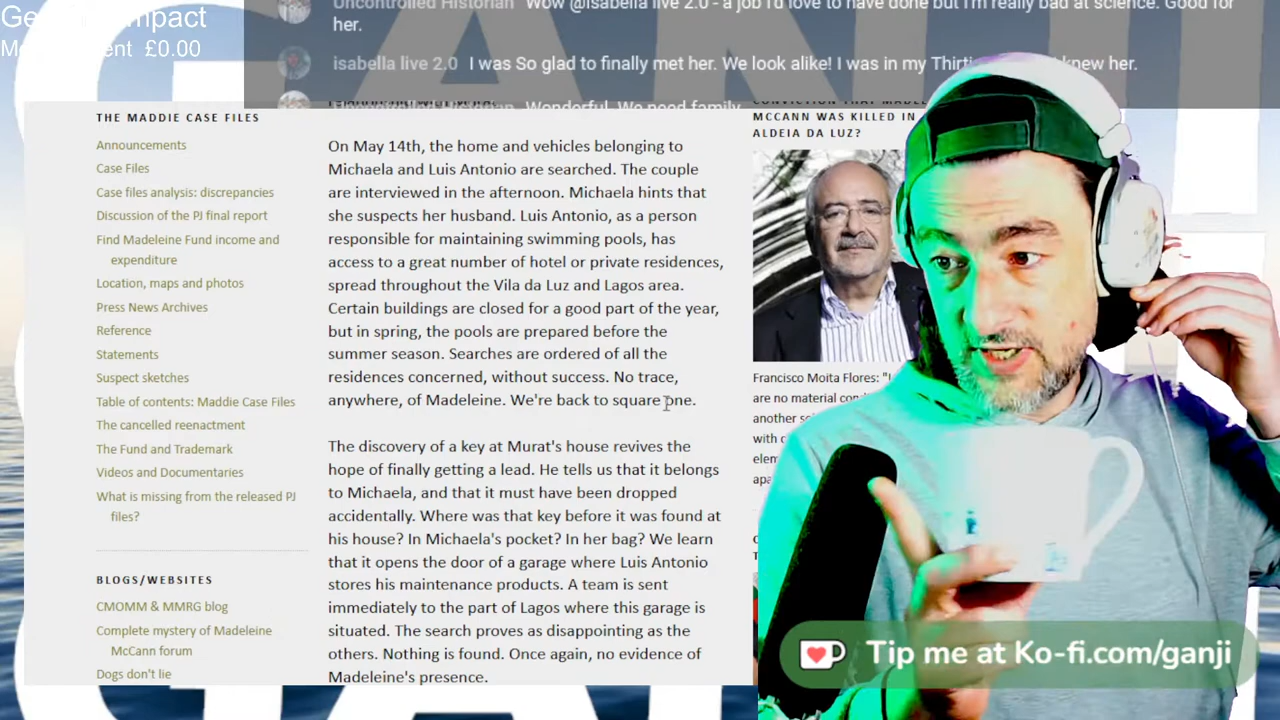 Ge mpact
Mo ent £0.00
Uncontrolled Historian Wow @isabella live 2.0 - a job I'd love to have done but I'm really bad at science. Good for
her.
isabella live 2.0 I was So glad to finally met her. We look alike! I was in my knew her.
Wonderful. We need family
THE MADDIE CASE FILES
Announcements
Case Files
Case files analysis: discrepancies
Discussion of the PJ final report
Find Madeleine Fund income and
expenditure
Location, maps and photos
Press News Archives
Reference
Statements
Suspect sketches
Table of contents: Maddie Case Files
The cancelled reenactment
The Fund and Trademark
Videos and Documentaries
What is missing from the released PJ
files?
BLOGS/WEBSITES
CMOMM & MMRG blog
Complete mystery of Madeleine
McCann forum
Dogs don't lie
On May 14th, the home and vehicles belonging to
Michaela and Luis Antonio are searched. The couple
are interviewed in the afternoon. Michaela hints that
she suspects her husband. Luis Antonio, as a person
responsible for maintaining swimming pools, has
access to a great number of hotel or private residences,
spread throughout the Vila da Luz and Lagos area.
Certain buildings are closed for a good part of the year,
but in spring, the pools are prepared before the
summer season. Searches are ordered of all the
residences concerned, without success. No trace,
anywhere, of Madeleine. We're back to square one.
The discovery of a key at Murat's house revives the
hope of finally getting a lead. He tells us that it belongs
to Michaela, and that it must have been dropped
accidentally. Where was that key before it was found at
his house? In Michaela's pocket? In her bag? We learn
that it opens the door of a garage where Luis Antonio
stores his maintenance products. A team is sent
immediately to the part of Lagos where this garage is
situated. The search proves as disappointing as the
others. Nothing is found. Once again, no evidence of
Madeleine's presence.
CONVICTION THAT
MCCANN WAS KILLED IN
ALDEIA DA LUZ?
Francisco Moita Flores: "I
are no material
another
with
Tip me at Ko-fi.com/ganji